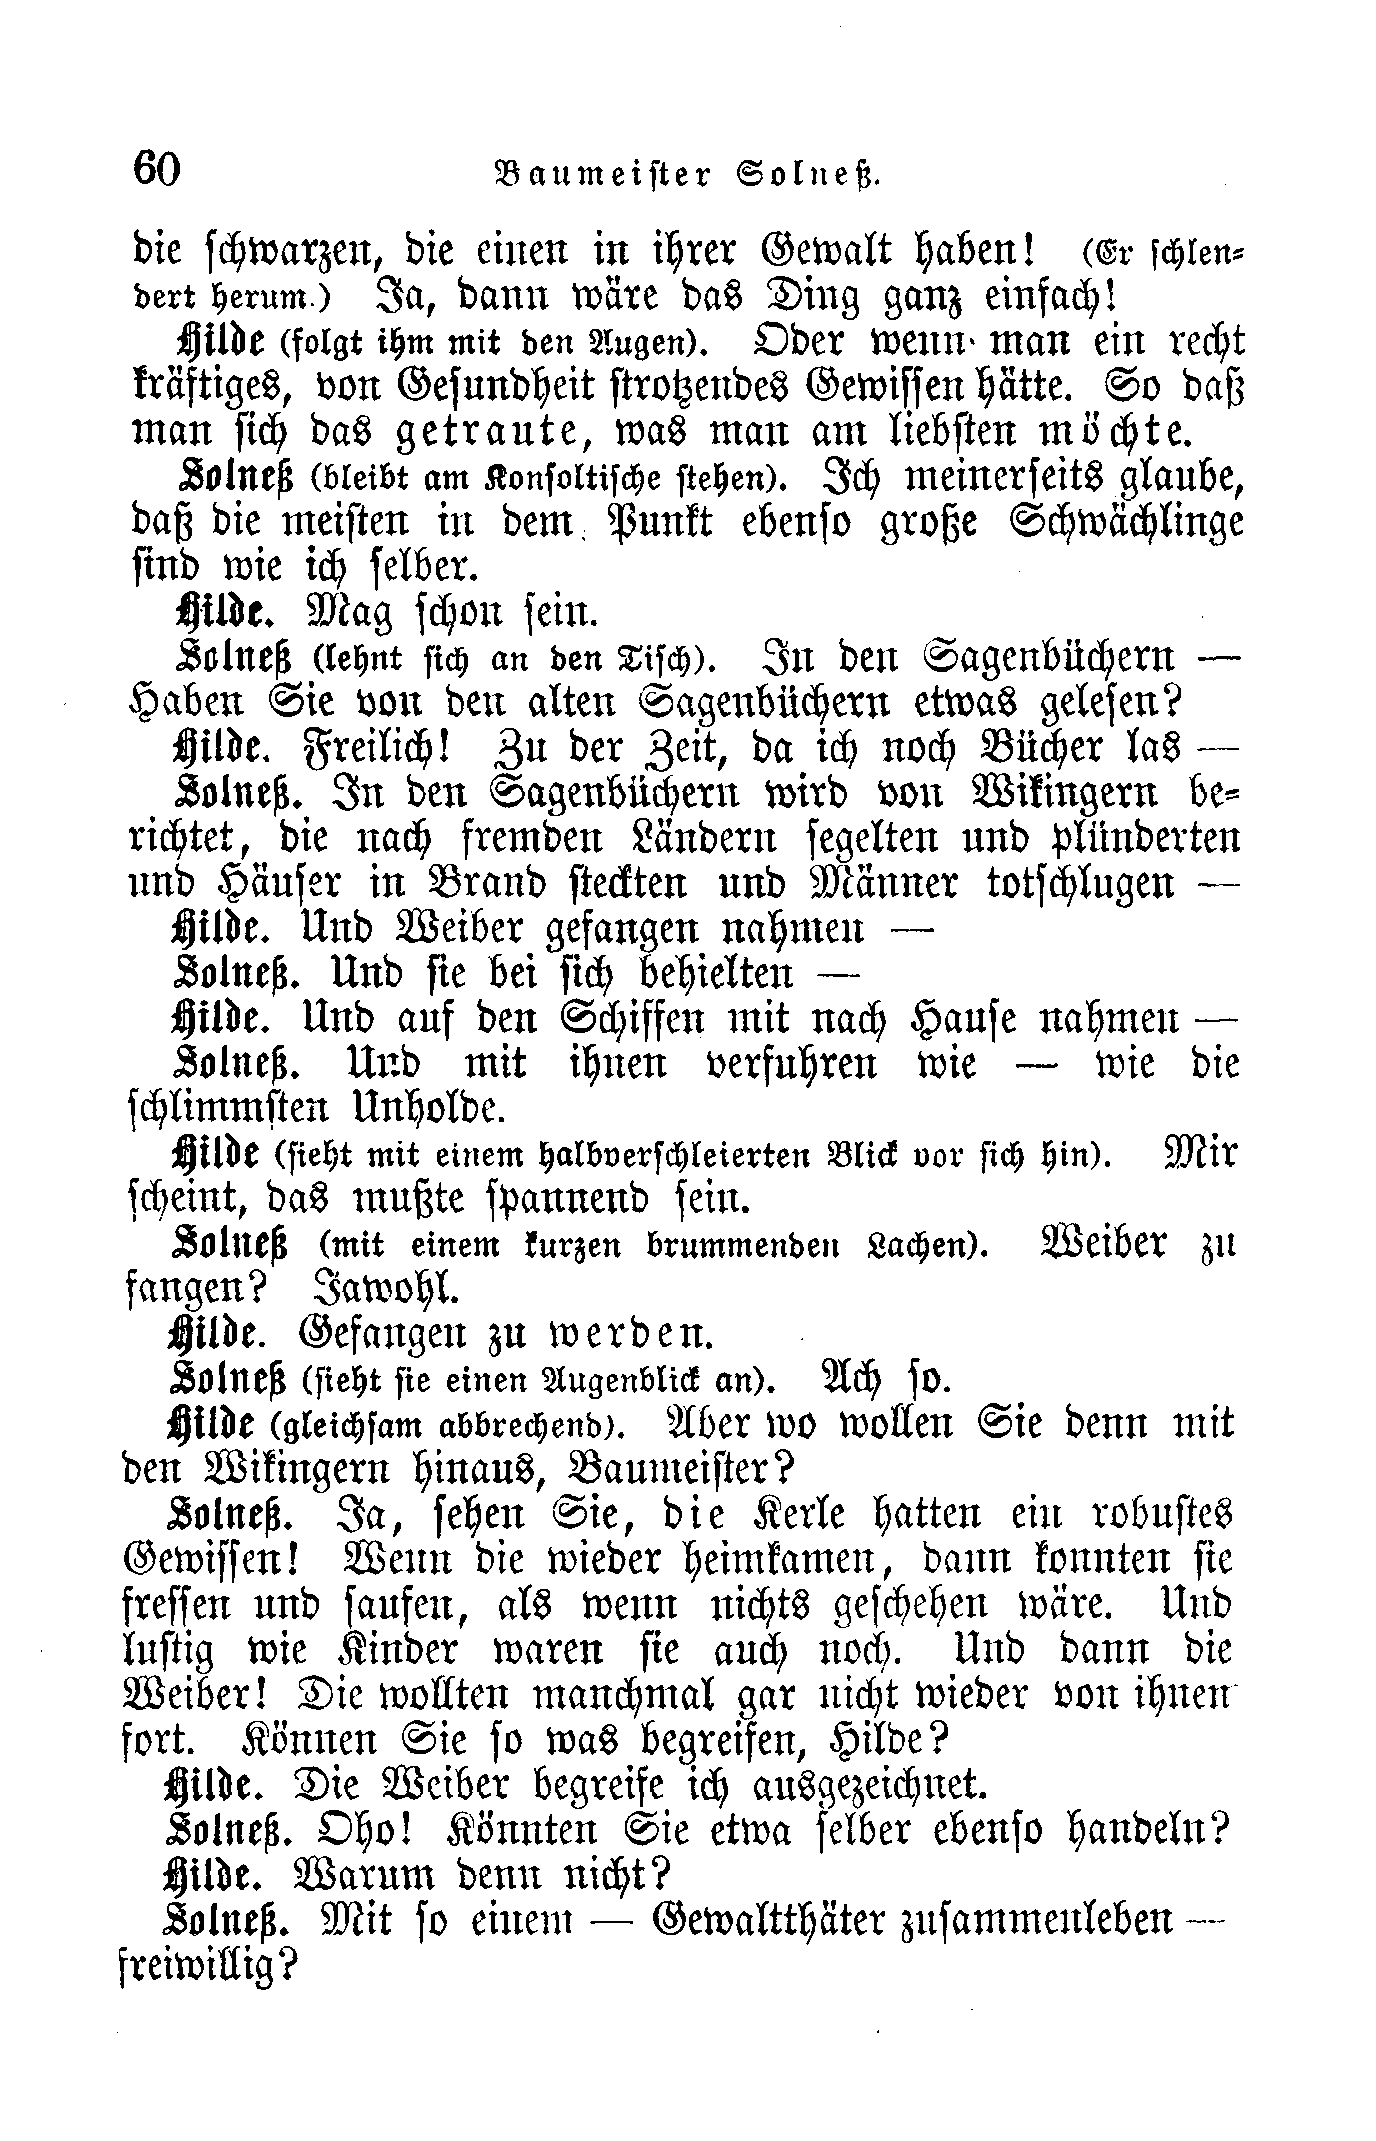 60 Baumeister Solneß.
die schwarzen, die einen in ihrer Gewalt haben! (Er schlen-
dert herum.) Ja, dann wäre das Ding ganz einfach!
Hilde (folgt ihm mit den Augen). Oder wenn man ein recht
kräftiges, von Gesundheit strotzendes Gewissen hätte. So daß
man sich das getraute, was man am liebsten möchte.
Solneß (bleibt am Konsoltische stehen). Ich meinerseits glaube,
daß die meisten in dem Punkt ebenso große Schwächlinge
sind wie ich selber.
Hilde. Mag schon sein.
Solneß (lehnt sich an den Tisch). In den Sagenbüchern —
Haben Sie von den alten Sagenbüchern etwas gelesen?
Hilde. Freilich! Zu der Zeit, da ich noch Bücher las —
Solneß. In den Sagenbüchern wird von Wikingern be-
richtet, die nach fremden Ländern segelten und plünderten
und Häuser in Brand steckten und Männer totschlugen —
Hilde. Und Weiber gefangen nahmen —
Solneß. Und sie bei sich behielten —
Hilde. Und auf den Schiffen mit nach Hause nahmen —
Solneß. Und mit ihnen verfuhren wie — wie die
schlimmsten Unholde.
Hilde (sieht mit einem halbverschleierten Blick vor sich hin). Mir
scheint, das mußte spannend sein.
Solneß (mit einem kurzen brummenden Lachen). Weiber zu
fangen? Jawohl.
Hilde. Gefangen zu werden.
Solneß (sieht sie einen Augenblick an). Ach so.
Hilde (gleichsam abbrechend). Aber wo wollen Sie denn mit
den Wikingern hinaus, Baumeister?
Solneß. Ja, sehen Sie, die Kerle hatten ein robustes
Gewissen! Wenn die wieder heimkamen, dann konnten sie
fressen und saufen, als wenn nichts geschehen wäre. Und
lustig wie Kinder waren sie auch noch. Und dann die
Weiber! Die wollten manchmal gar nicht wieder von ihnen
fort. Können Sie so was begreifen, Hilde?
Hilde. Die Weiber begreife ich ausgezeichnet.
Solneß. Oho! Könnten Sie etwa selber ebenso handeln?
Hilde. Warum denn nicht?
Solneß. Mit so einem — Gewaltthäter zusammenleben —
freiwillig?